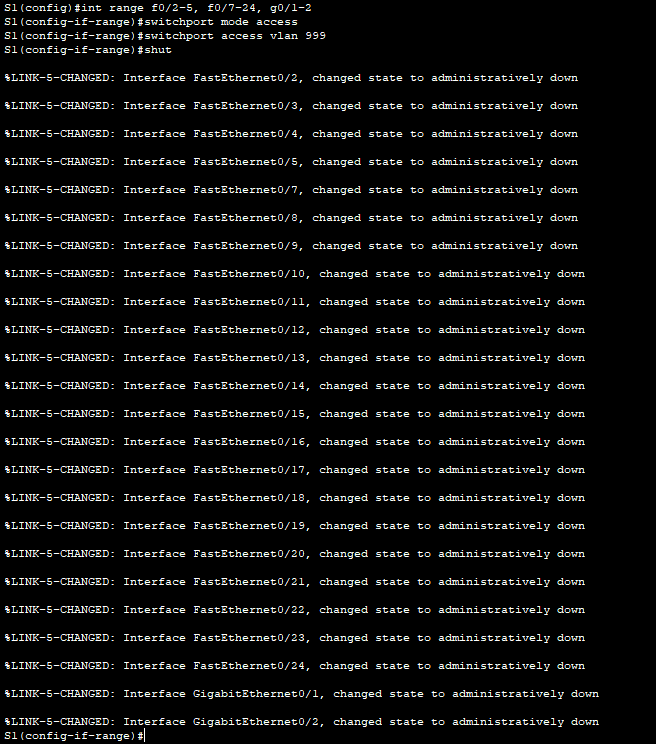 S1(config)#int range f0/2-5, f0/7-24, g0/1-2
S1(config-if-range)#switchport mode access
S1(config-if-range)#switchport access vlan 999
S1(config-if-range)#shut
%LINK-5-CHANGED: Interface FastEthernet0/2, changed state to administratively down
%LINK-5-CHANGED: Interface FastEthernet0/3, changed state to administratively down
%LINK-5-CHANGED: Interface FastEthernet0/4, changed state to administratively down
%LINK-5-CHANGED: Interface FastEthernet0/5, changed state to administratively down
%LINK-5-CHANGED: Interface FastEthernet0/7, changed state to administratively down
%LINK-5-CHANGED: Interface FastEthernet0/8, changed state to administratively down
%LINK-5-CHANGED: Interface FastEthernet0/9, changed state to administratively down
%LINK-5-CHANGED: Interface FastEthernet0/10, changed state to administratively down
%LINK-5-CHANGED: Interface FastEthernet0/11, changed state to administratively down
%LINK-5-CHANGED: Interface FastEthernet0/12, changed state to administratively down
%LINK-5-CHANGED: Interface FastEthernet0/13, changed state to administratively down
%LINK-5-CHANGED: Interface FastEthernet0/14, changed state to administratively down
%LINK-5-CHANGED: Interface FastEthernet0/15, changed state to administratively down
%LINK-5-CHANGED: Interface FastEthernet0/16, changed state to administratively down
%LINK-5-CHANGED: Interface FastEthernet0/17, changed state to administratively down
%LINK-5-CHANGED: Interface FastEthernet0/18, changed state to administratively down
%LINK-5-CHANGED: Interface FastEthernet0/19, changed state to administratively down
%LINK-5-CHANGED: Interface FastEthernet0/20, changed state to administratively down
%LINK-5-CHANGED: Interface FastEthernet0/21, changed state to administratively down
%LINK-5-CHANGED: Interface FastEthernet0/22, changed state to administratively down
%LINK-5-CHANGED: Interface FastEthernet0/23, changed state to administratively down
%LINK-5-CHANGED: Interface FastEthernet0/24, changed state to administratively down
%LINK-5-CHANGED: Interface GigabitEthernet0/1, changed state to administratively down
%LINK-5-CHANGED: Interface GigabitEthernet0/2, changed state to administratively down
S1(config-if-range)#